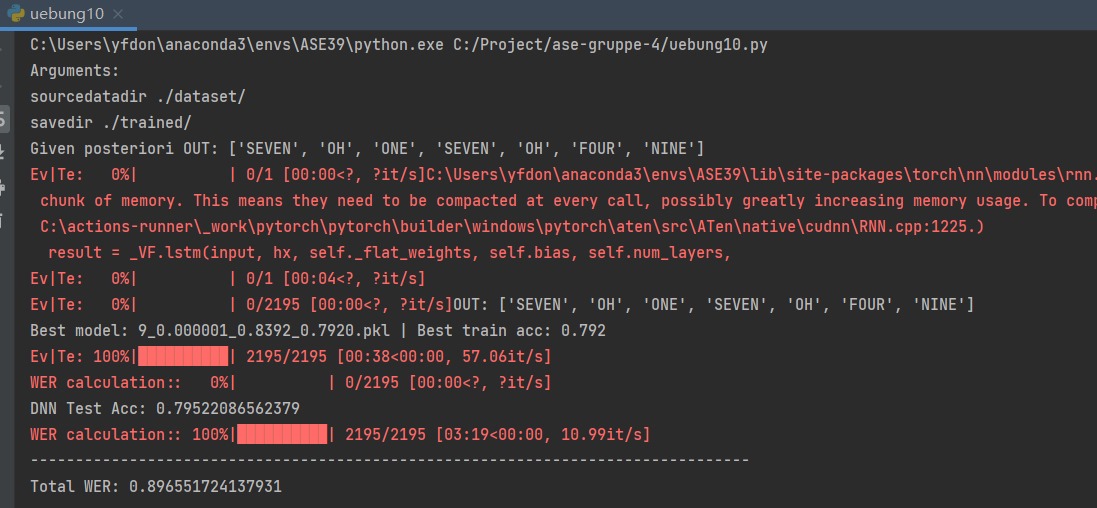 uebung10
C:\Users\yfdon\anaconda3\envs\ASE39\python.exe C:/Project/ase-gruppe-4/uebung10.py
Arguments:
sourcedatadir ./dataset/
savedir ./trained/
Given posteriori OUT: ['SEVEN', 'OH', 'ONE', 'SEVEN', 'OH', 'FOUR', 'NINE']
Ev|Te:   0%|          | 0/1 [00:00<?, ?it/s]C:\Users\yfdon\anaconda3\envs\ASE39\lib\site-packages\torch\nn\modules\rnn.
chunk of memory. This means they need to be compacted at every call, possibly greatly increasing memory usage. To comp
C:\actions-runner\_work\pytorch\pytorch\builder\windows\pytorch\aten\src\ATen\native\cudnn\RNN.cpp:1225.)
result = _VF.lstm(input, hx, self._flat_weights, self.bias, self.num_layers,
Ev|Te:   0%|          | 0/1 [00:04<?, ?it/s]
Ev|Te:   0%|          | 0/2195 [00:00<?, ?it/s]OUT: ['SEVEN', 'OH', 'ONE', 'SEVEN', 'OH', 'FOUR', 'NINE']
Best model: 9_0.000001_0.8392_0.7920.pkl | Best train acc: 0.792
Ev|Te: 100%|██████████| 2195/2195 [00:38<00:00, 57.06it/s]
WER calculation::   0%|          | 0/2195 [00:00<?, ?it/s]
DNN Test Acc: 0.79522086562379
WER calculation:: 100%|██████████| 2195/2195 [03:19<00:00, 10.99it/s]
--------------------------------------------------------------------------------
Total WER: 0.896551724137931